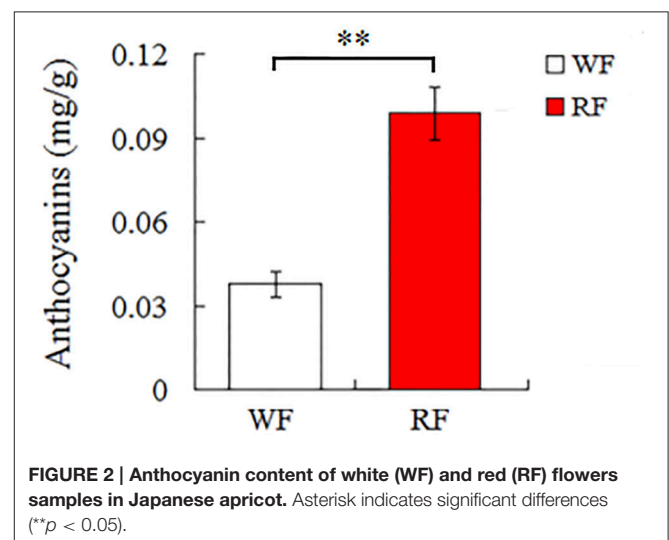 **
0.12
0.09
0.06
0.03
0
Anthocyanins (mg/g)
WF
RF
WF
RF
FIGURE 2 | Anthocyanin content of white (WF) and red (RF) flowers
samples in Japanese apricot. Asterisk indicates significant differences
(**p < 0.05).